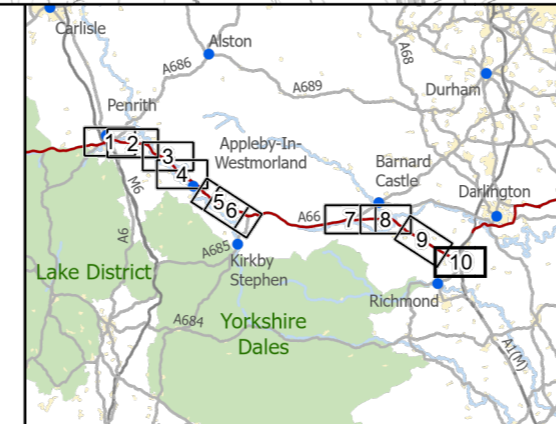 Carlisle
Alston
A686
A68
A689
Durham
Penrith
Appleby-In-
Westmorland
Barnard
Castle
Darlington
1
2
3
4
5
6
7
8
9
10
M6
A66
A6
A685
Kirkby
Stephen
Lake District
Richmond
A684
Yorkshire
Dales
A1(M)